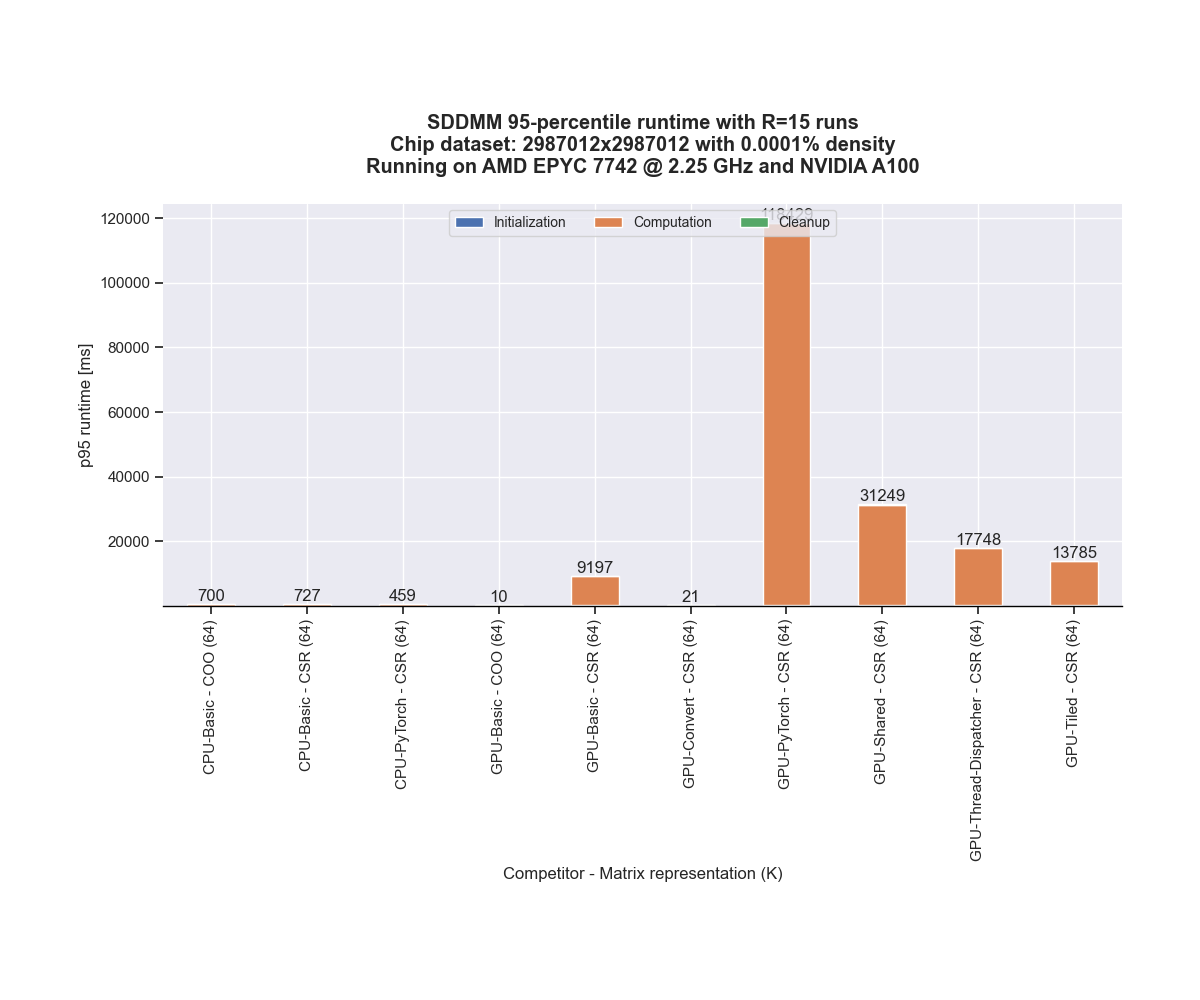 SDDMM 95-percentile runtime with R=15 runs
Chip dataset: 2987012x2987012 with 0.0001% density
Running on AMD EPYC 7742 @ 2.25 GHz and NVIDIA A100
Initialization
Computation
Cleanup
p95 runtime [ms]
120000
100000
80000
60000
40000
20000
700
727
459
10
9197
21
118429
31249
17748
13785
CPU-Basic - COO (64)
CPU-Basic - CSR (64)
CPU-PyTorch - CSR (64)
GPU-Basic - COO (64)
GPU-Basic - CSR (64)
GPU-Convert - CSR (64)
GPU-PyTorch - CSR (64)
GPU-Shared - CSR (64)
GPU-Thread-Dispatcher - CSR (64)
GPU-Tiled - CSR (64)
Competitor - Matrix representation (K)